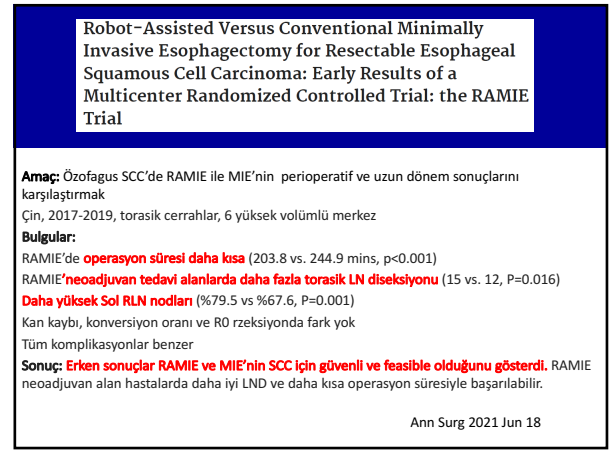 Robot-Assisted Versus Conventional Minimally
Invasive Esophagectomy for Resectable Esophageal
Squamous Cell Carcinoma: Early Results of a
Multicenter Randomized Controlled Trial: the RAMIE
Trial
Amaç: Özofagus SCC’de RAMIE ile MIE’nin perioperatif ve uzun dönem sonuçlarını
karşılaştırmak
Çin, 2017-2019, torasik cerrahlar, 6 yüksek volümlü merkez
Bulgular:
RAMIE’de operasyon süresi daha kısa (203.8 vs. 244.9 mins, p<0.001)
RAMIE’neoadjuvan tedavi alanlarda daha fazla torasik LN diseksiyonu (15 vs. 12, P=0.016)
Daha yüksek Sol RLN nodları (%79.5 vs %67.6, P=0.001)
Kan kaybı, konversiyon oranı ve R0 rzeksiyonda fark yok
Tüm komplikasyonlar benzer
Sonuç: Erken sonuçlar RAMIE ve MIE’nin SCC için güvenli ve feasible olduğunu gösterdi. RAMIE
neoadjuvan alan hastalarda daha iyi LND ve daha kısa operasyon süresiyle başarılabilir.
Ann Surg 2021 Jun 18